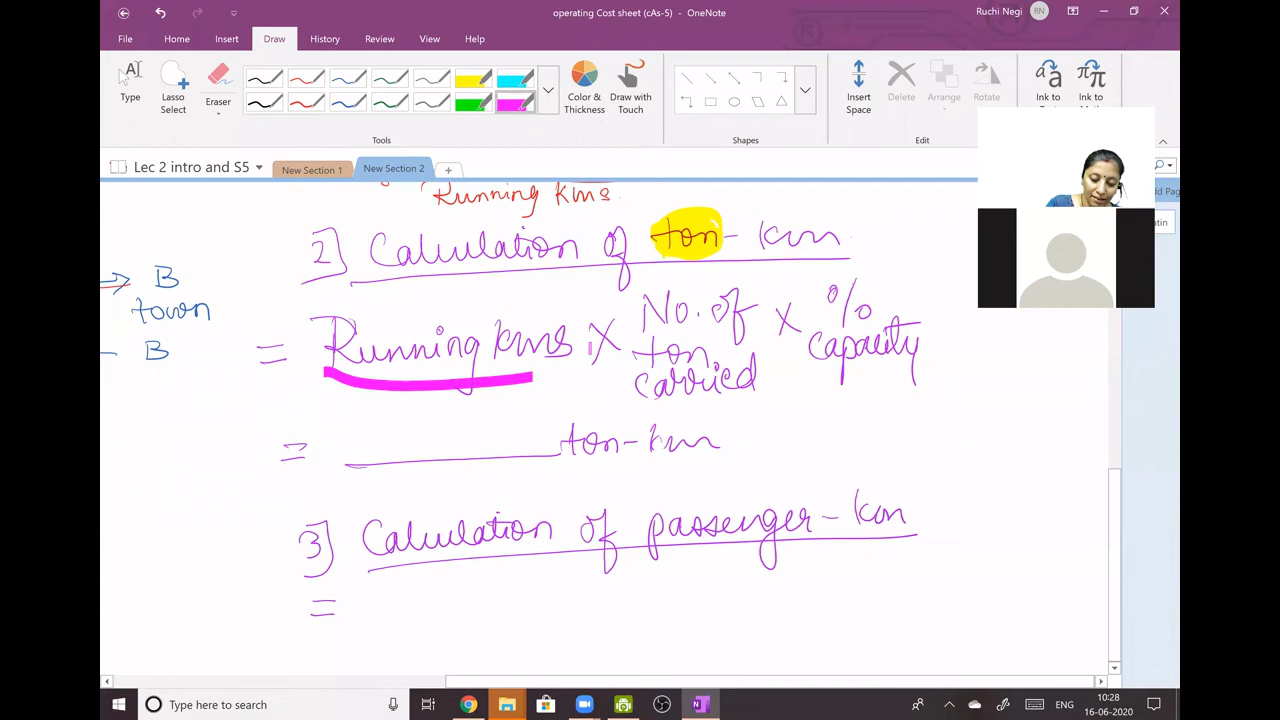 operating Cost sheet (cAs-5) - OneNote
Ruchi Negi RN
File Home Insert Draw History Review View Help
Type
Lasso Select
Eraser
Color & Thickness
Draw with Touch
Insert Space
Delete
Arrange
Rotate
Ink to
Ink to
Tools
Shapes
Edit
Lec 2 intro and S5
New Section 1
New Section 2
Running kms
2] Calculation of ton-km
→ B
town
- B
= Running kms × No. of ton carried × % capacity
= ______ ton-km
3] Calculation of passenger-km
=
Type here to search
ENG
10:28
16-06-2020